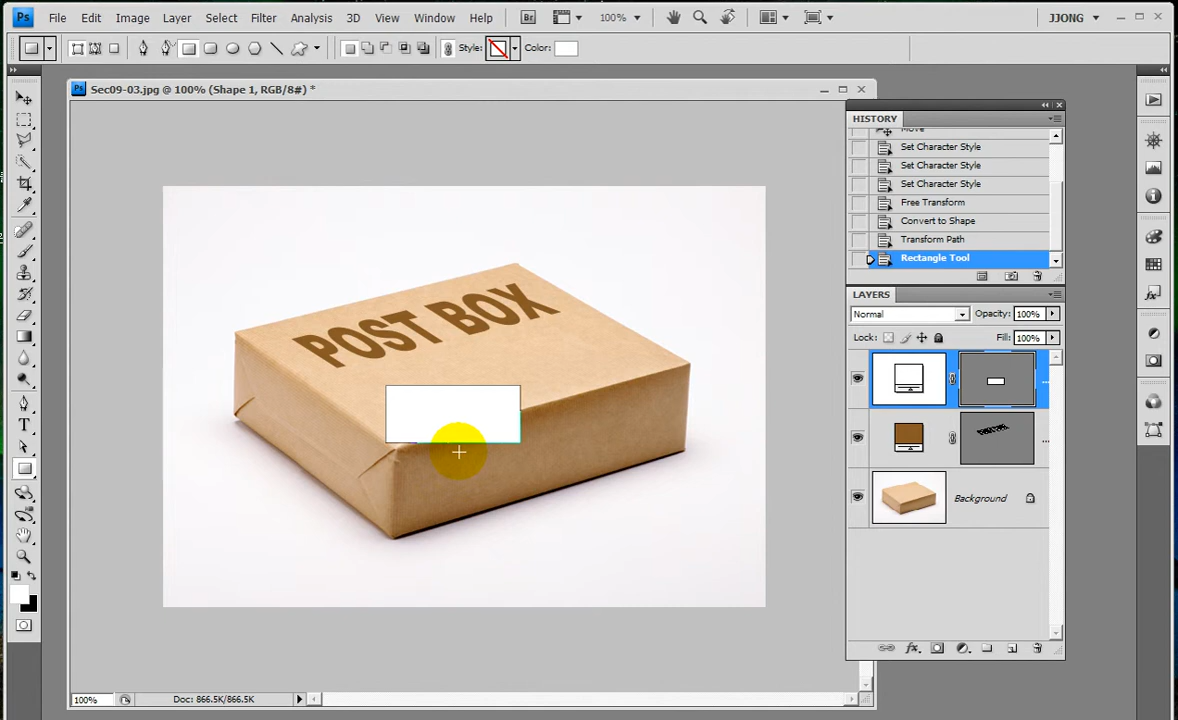 Ps File Edit Image Layer Select Filter Analysis 3D View Window Help Br 100% JJONG
Style: Color:
Ps Sec09-03.jpg @ 100% (Shape 1, RGB/8#) *
HISTORY
Move
Set Character Style
Set Character Style
Set Character Style
Free Transform
Convert to Shape
Transform Path
Rectangle Tool
LAYERS
Normal Opacity: 100%
Lock: Fill: 100%
...
...
Background
POST BOX
T
100% Doc: 866.5K/866.5K